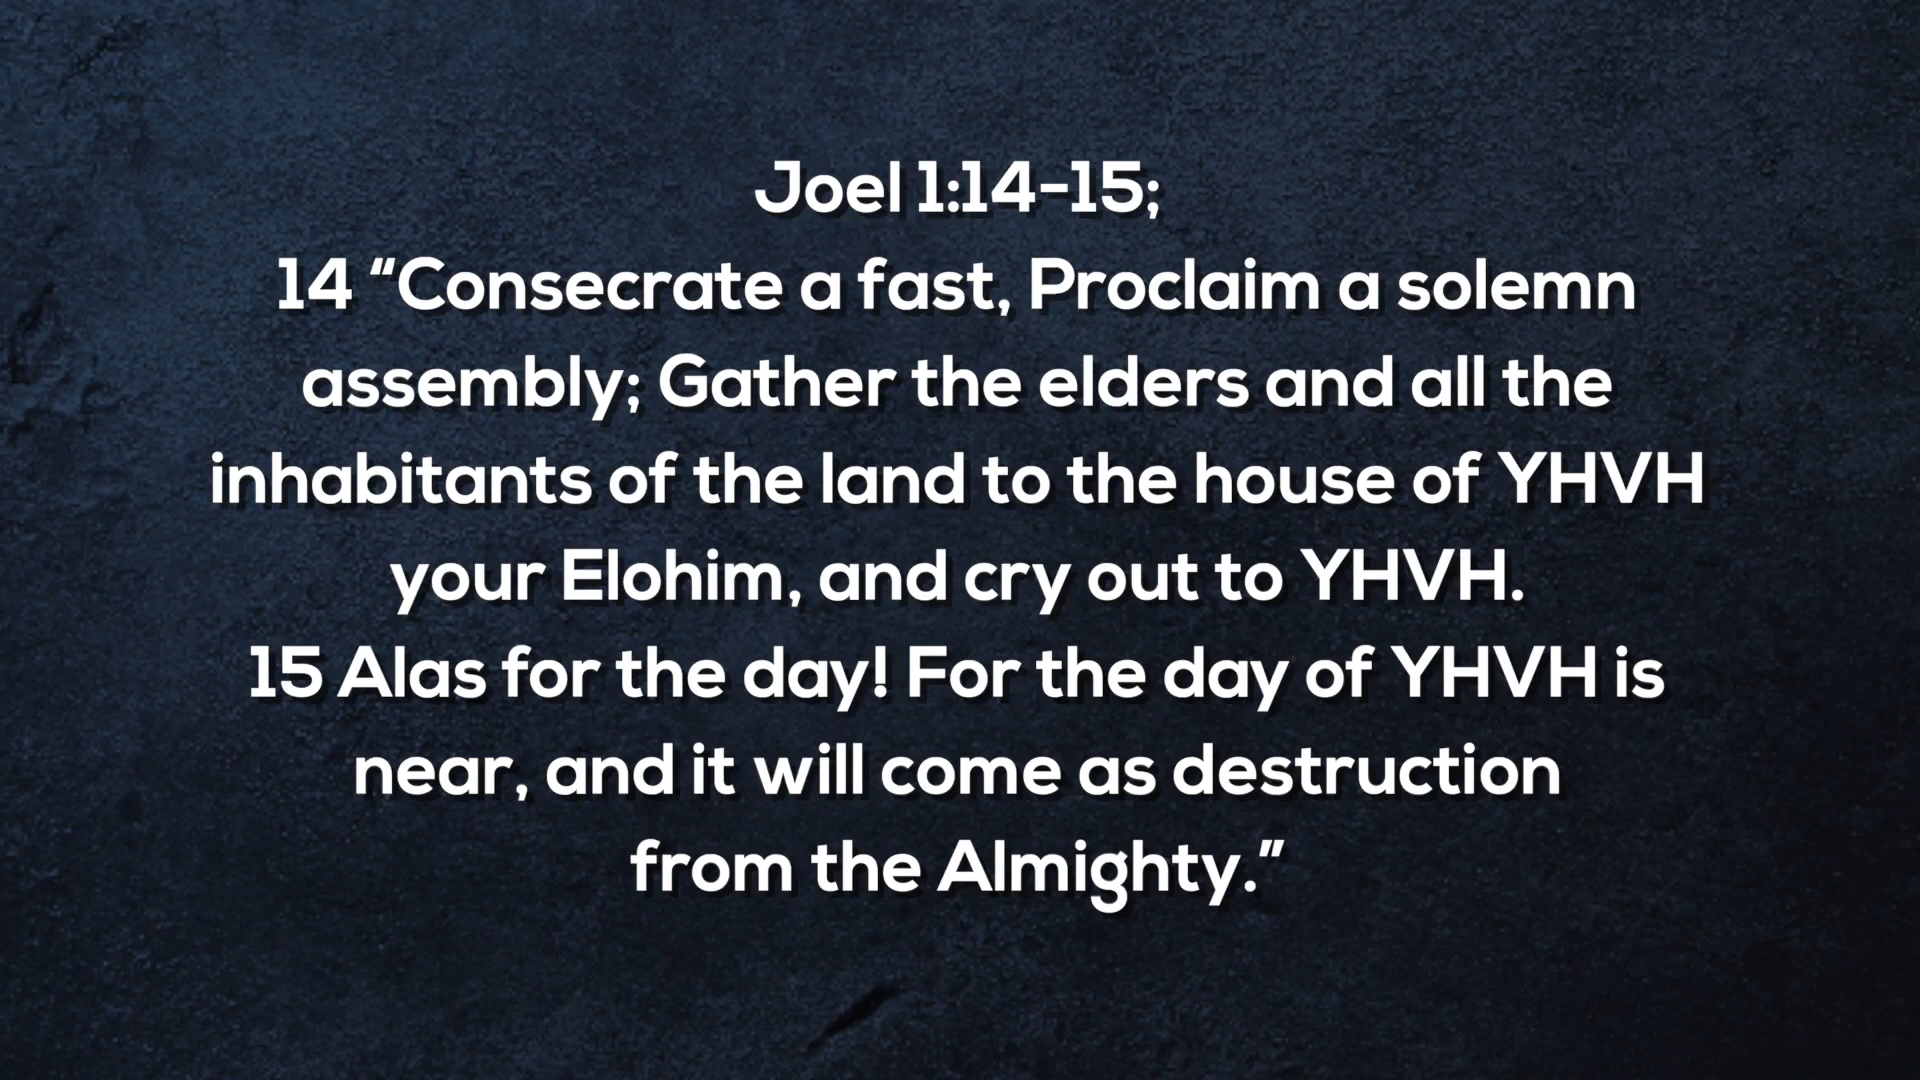 Joel 1:14-15;
14 “Consecrate a fast, Proclaim a solemn
assembly; Gather the elders and all the
inhabitants of the land to the house of YHVH
your Elohim, and cry out to YHVH.
15 Alas for the day! For the day of YHVH is
near, and it will come as destruction
from the Almighty.”